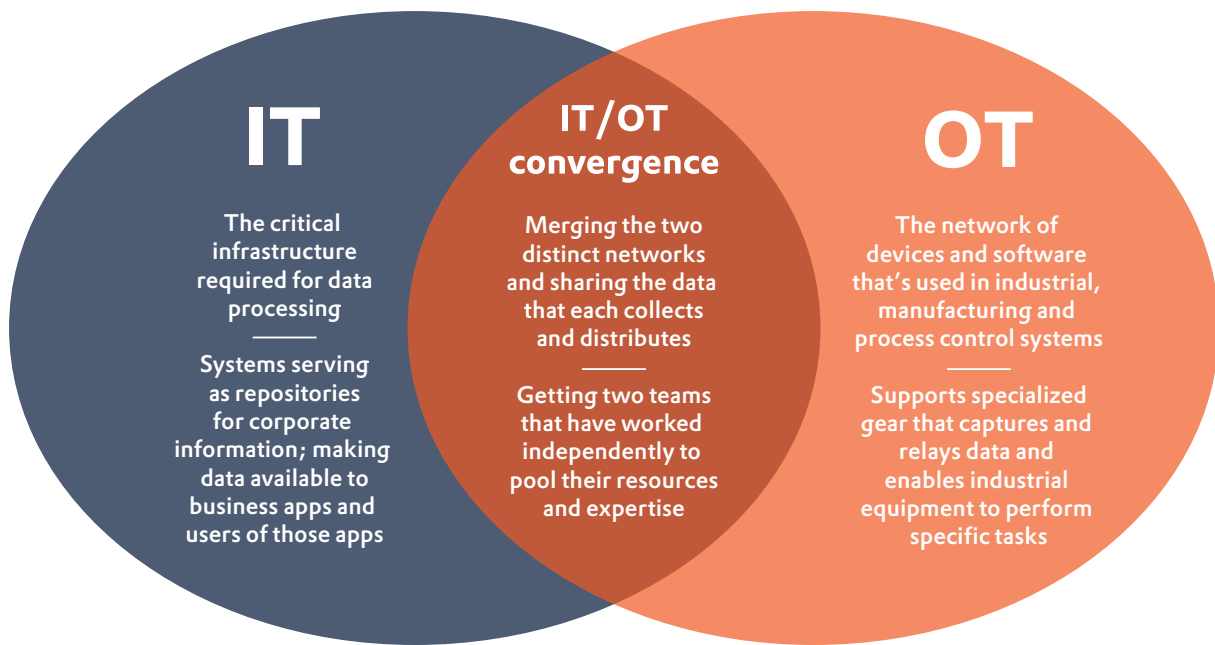 IT
The critical
infrastructure
required for data
processing
Systems serving
as repositories
for corporate
information; making
data available to
business apps and
users of those apps
IT/OT
convergence
Merging the two
distinct networks
and sharing the data
that each collects
and distributes
Getting two teams
that have worked
independently to
pool their resources
and expertise
OT
The network of
devices and software
that’s used in industrial,
manufacturing and
process control systems
Supports specialized
gear that captures and
relays data and
enables industrial
equipment to perform
specific tasks